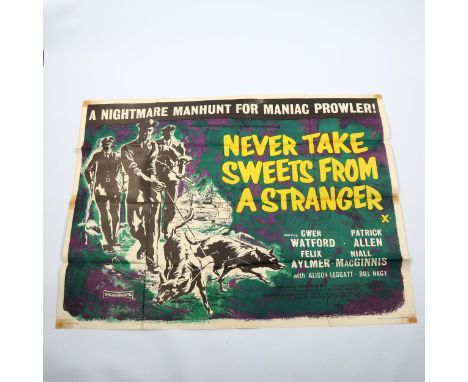 A NIGHTMARE MANHUNT FOR MANIAC PROWLER!
NEVER TAKE
SWEETS FROM
A STRANGER
X
starring GWEN PATRICK
WATFORD · ALLEN
FELIX NIALL
AYLMER · MACGINNIS
with ALISON LEGGATT · BILL NAGY